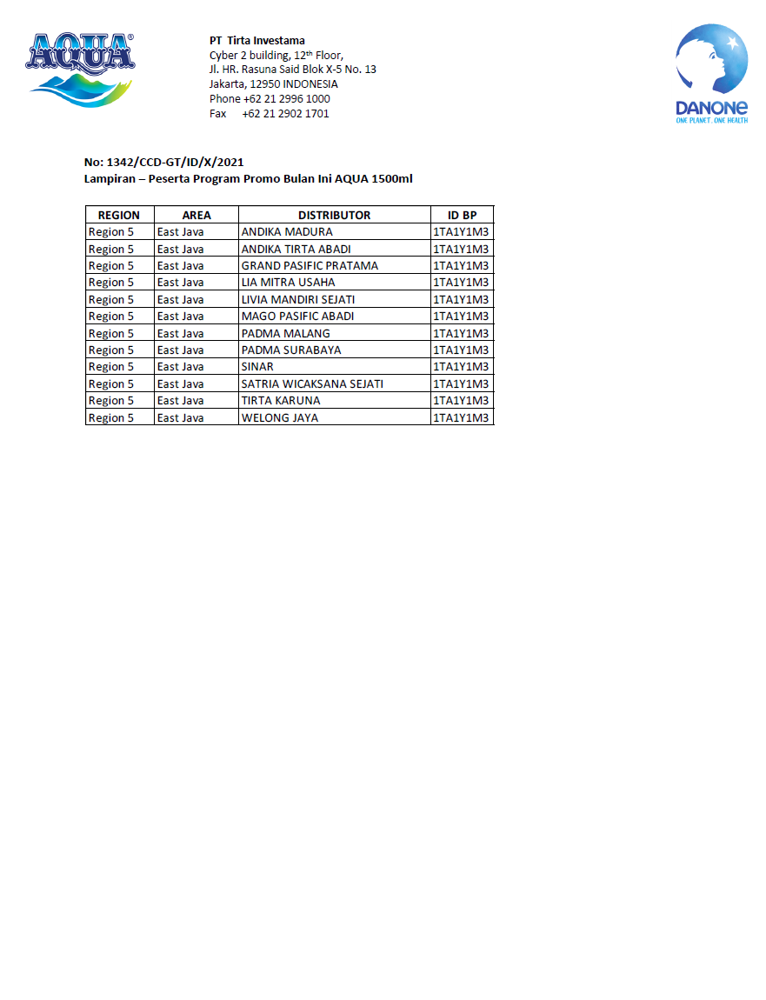 AQUA®
PT Tirta Investama
Cyber 2 building, 12th Floor,
Jl. HR. Rasuna Said Blok X-5 No. 13
Jakarta, 12950 INDONESIA
Phone +62 21 2996 1000
Fax +62 21 2902 1701
DANONE
ONE PLANET. ONE HEALTH
No: 1342/CCD-GT/ID/X/2021
Lampiran – Peserta Program Promo Bulan Ini AQUA 1500ml
REGION AREA DISTRIBUTOR ID BP
Region 5 East Java ANDIKA MADURA 1TA1Y1M3
Region 5 East Java ANDIKA TIRTA ABADI 1TA1Y1M3
Region 5 East Java GRAND PASIFIC PRATAMA 1TA1Y1M3
Region 5 East Java LIA MITRA USAHA 1TA1Y1M3
Region 5 East Java LIVIA MANDIRI SEJATI 1TA1Y1M3
Region 5 East Java MAGO PASIFIC ABADI 1TA1Y1M3
Region 5 East Java PADMA MALANG 1TA1Y1M3
Region 5 East Java PADMA SURABAYA 1TA1Y1M3
Region 5 East Java SINAR 1TA1Y1M3
Region 5 East Java SATRIA WICAKSANA SEJATI 1TA1Y1M3
Region 5 East Java TIRTA KARUNA 1TA1Y1M3
Region 5 East Java WELONG JAYA 1TA1Y1M3